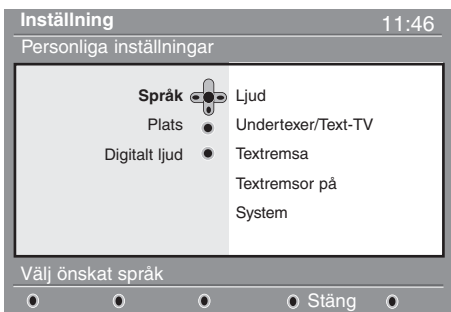 Inställning 11:46
Personliga inställningar
Språk Ljud
Plats Undertexer/Text-TV
Digitalt ljud Textremsa
Textremsor på
System
Välj önskat språk
Stäng